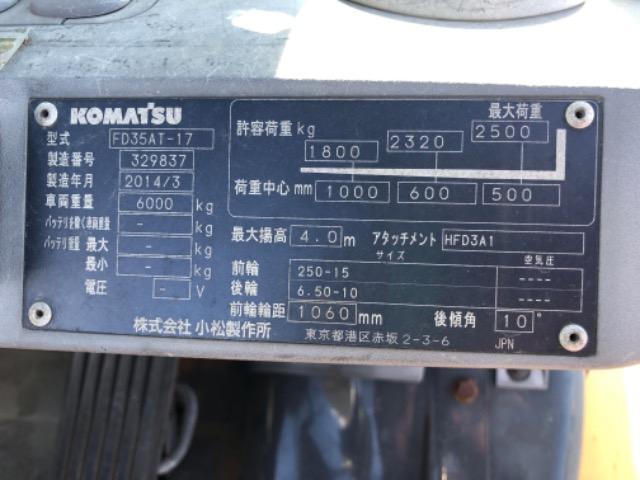 KOMATSU
型式 FD35AT-17
製造番号 329837
製造年月 2014/3
車両重量 6000 kg
バッテリを除く車両重量 - kg
バッテリ重量 最大 - kg
最小 - kg
電圧 - V
許容荷重 kg 最大荷重
1800 2320 2500
荷重中心 mm 1000 600 500
最大揚高 4.0 m アタッチメント HFD3A1
サイズ 空気圧
前輪 250-15 ----
後輪 6.50-10 ----
前輪輪距 1060 mm 後傾角 10°
株式会社 小松製作所 東京都港区赤坂 2-3-6 JPN